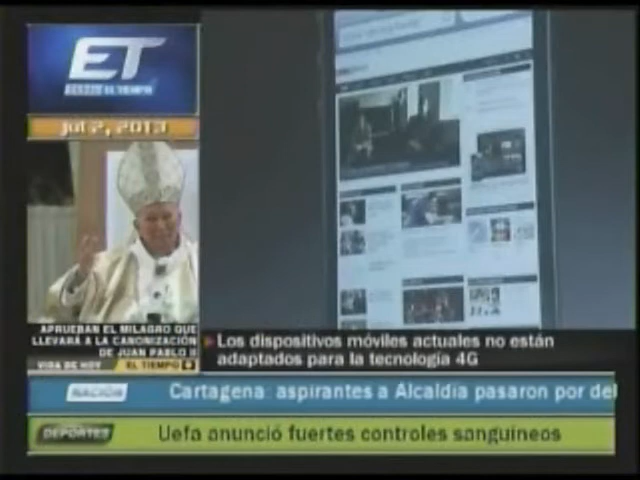 ET
EL TIEMPO
jul 2, 2013
APRUEBAN EL MILAGRO QUE
LLEVARÁ A LA CANONIZACIÓN
DE JUAN PABLO II
VIDA DE HOY EL TIEMPO
Los dispositivos móviles actuales no están
adaptados para la tecnología 4G
NACIÓN Cartagena: aspirantes a Alcaldía pasaron por del
DEPORTES Uefa anunció fuertes controles sanguíneos